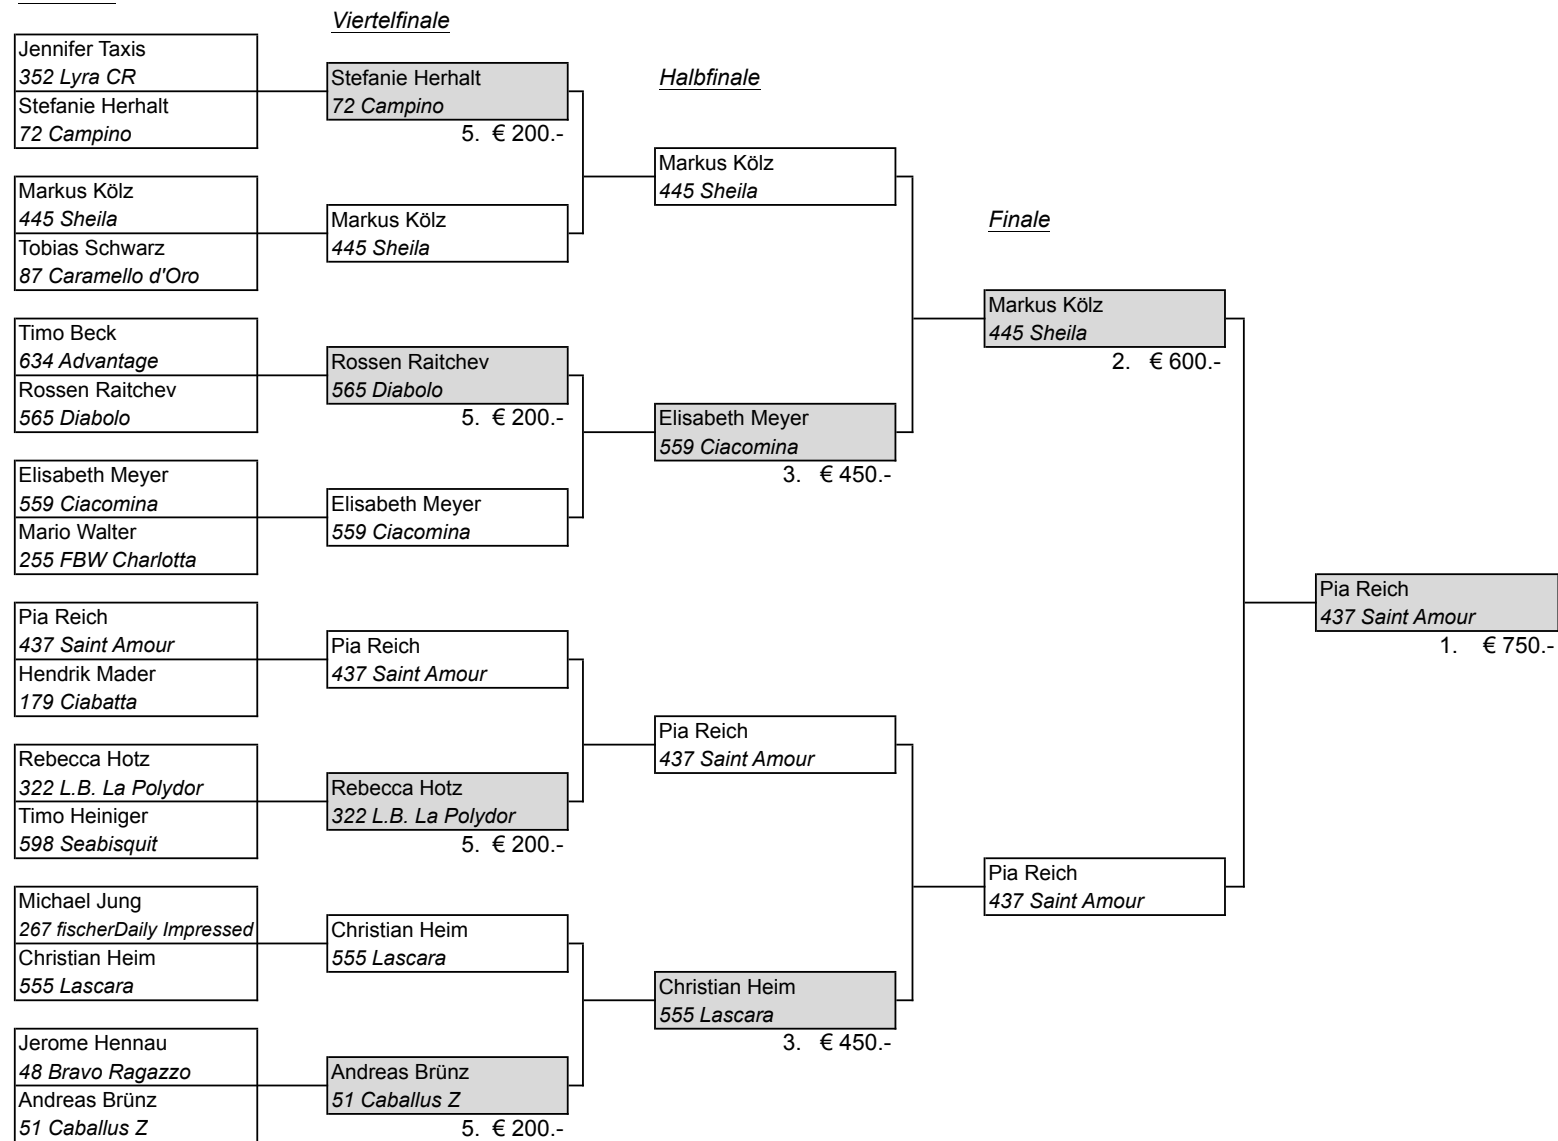 Viertelfinale
Jennifer Taxis
352 Lyra CR
Stefanie Herhalt
72 Campino
Markus Kölz
445 Sheila
Tobias Schwarz
87 Caramello d'Oro
Timo Beck
634 Advantage
Rossen Raitchev
565 Diabolo
Elisabeth Meyer
559 Ciacomina
Mario Walter
255 FBW Charlotta
Pia Reich
437 Saint Amour
Hendrik Mader
179 Ciabatta
Rebecca Hotz
322 L.B. La Polydor
Timo Heiniger
598 Seabisquit
Michael Jung
267 fischerDaily Impressed
Christian Heim
555 Lascara
Jerome Hennau
48 Bravo Ragazzo
Andreas Brünz
51 Caballus Z
Stefanie Herhalt
72 Campino
5. € 200.-
Markus Kölz
445 Sheila
Rossen Raitchev
565 Diabolo
5. € 200.-
Elisabeth Meyer
559 Ciacomina
Pia Reich
437 Saint Amour
Rebecca Hotz
322 L.B. La Polydor
5. € 200.-
Christian Heim
555 Lascara
Andreas Brünz
51 Caballus Z
5. € 200.-
Halbfinale
Markus Kölz
445 Sheila
Elisabeth Meyer
559 Ciacomina
3. € 450.-
Pia Reich
437 Saint Amour
Christian Heim
555 Lascara
3. € 450.-
Finale
Markus Kölz
445 Sheila
2. € 600.-
Pia Reich
437 Saint Amour
Pia Reich
437 Saint Amour
1. € 750.-